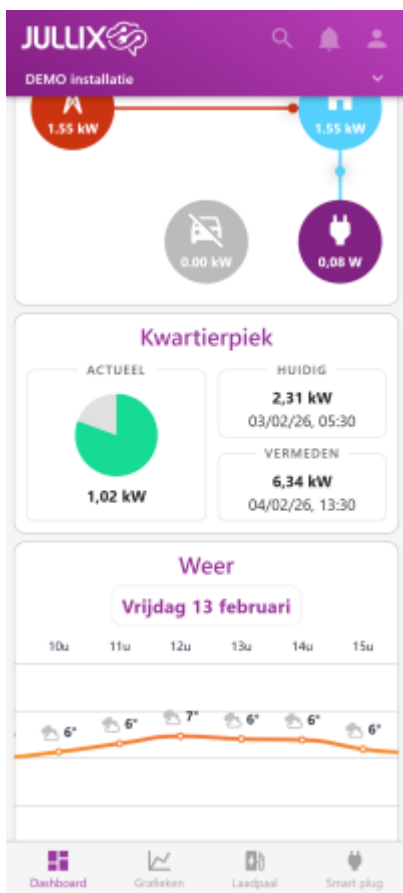 JULLIX
DEMO installatie
1.55 kW
1.55 kW
0.00 kW
0,08 W
Kwartierpiek
ACTUEEL
1,02 kW
HUIDIG
2,31 kW
03/02/26, 05:30
VERMEDEN
6,34 kW
04/02/26, 13:30
Weer
Vrijdag 13 februari
10u 11u 12u 13u 14u 15u
6° 6° 7° 6° 6° 6°
Dashboard Grafieken Laadpaal Smart plug